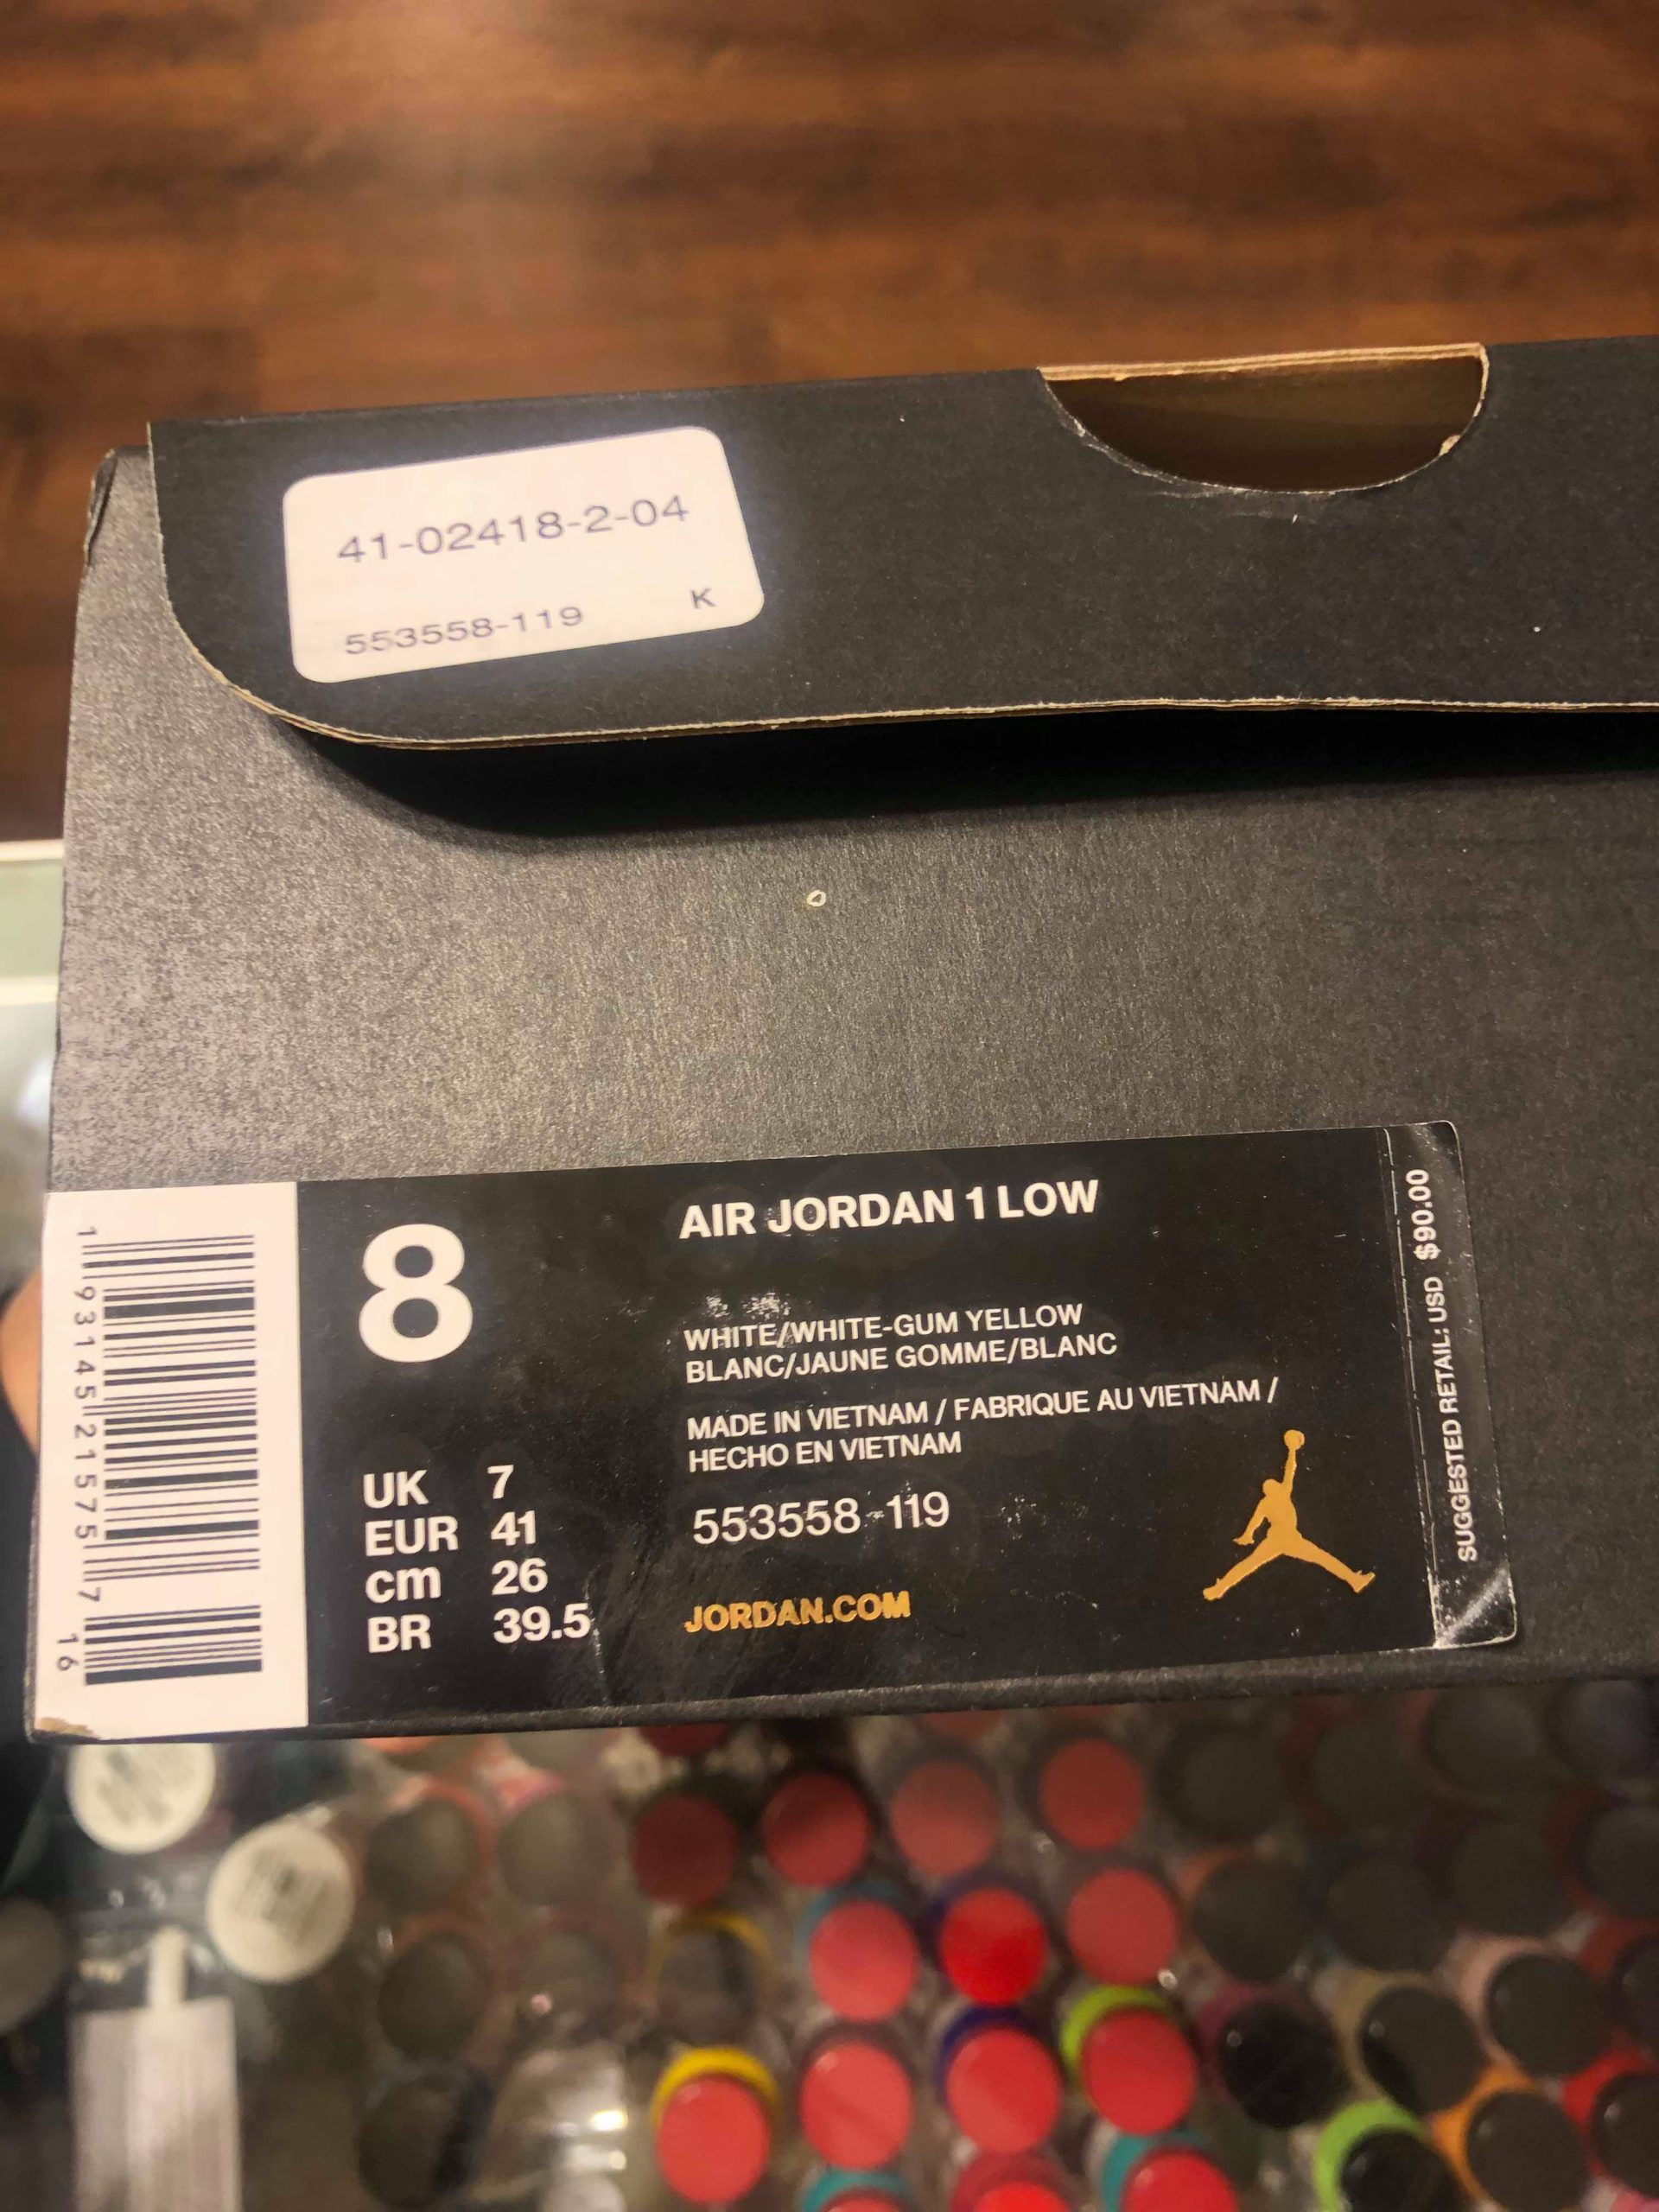 41-02418-2-04
553558-119 K
8
AIR JORDAN 1 LOW
WHITE/WHITE-GUM YELLOW
BLANC/JAUNE GOMME/BLANC
MADE IN VIETNAM / FABRIQUE AU VIETNAM /
HECHO EN VIETNAM
553558-119
JORDAN.COM
UK 7
EUR 41
cm 26
BR 39.5
SUGGESTED RETAIL: USD $90.00
1 93145 21575 7 16